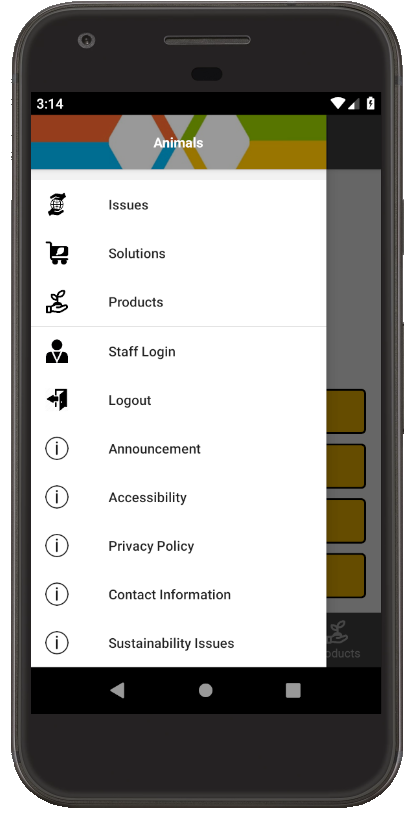 3:14
Animals
Issues
Solutions
Products
Staff Login
Logout
Announcement
Accessibility
Privacy Policy
Contact Information
Sustainability Issues
oducts